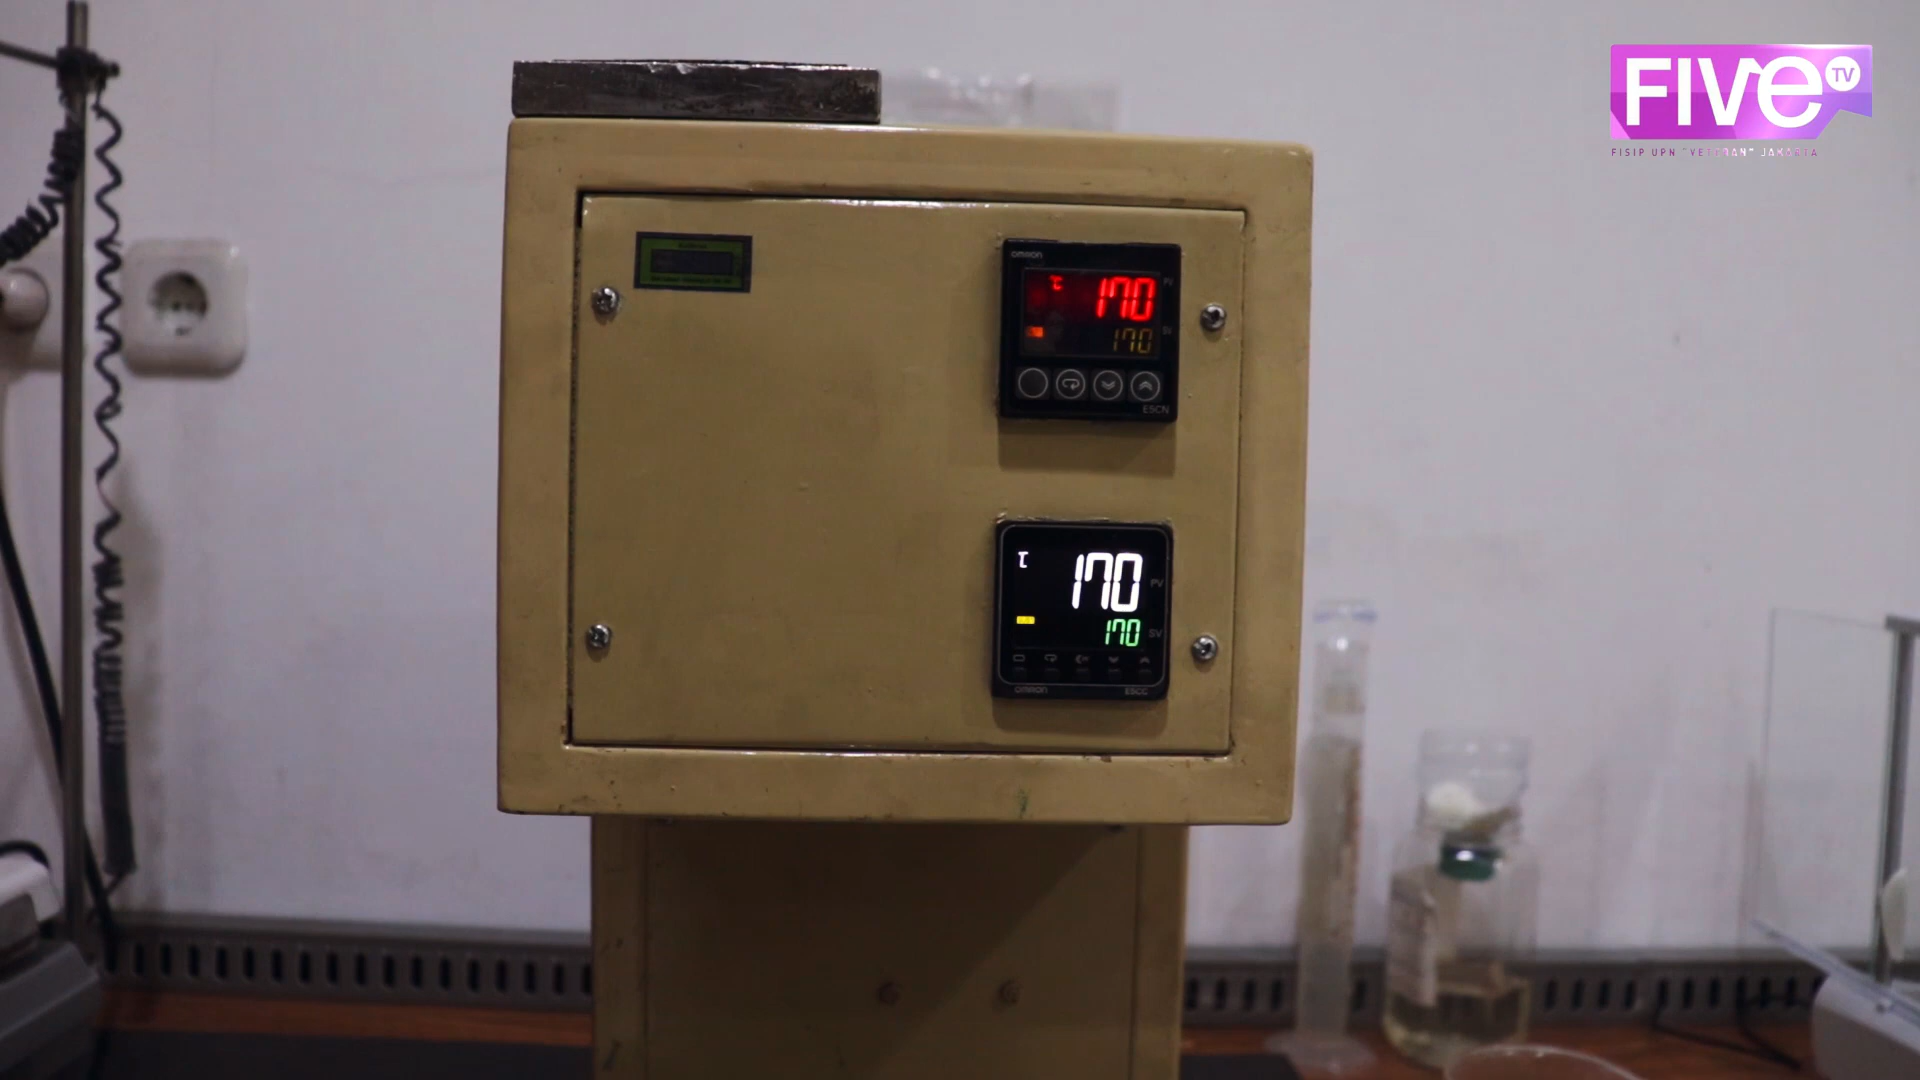 FIVE TV
FISIP UPN "VETERAN" JAKARTA
omron
°C 170 PV
170 SV
E5CN
°C 170 PV
170 SV
omron E5CC